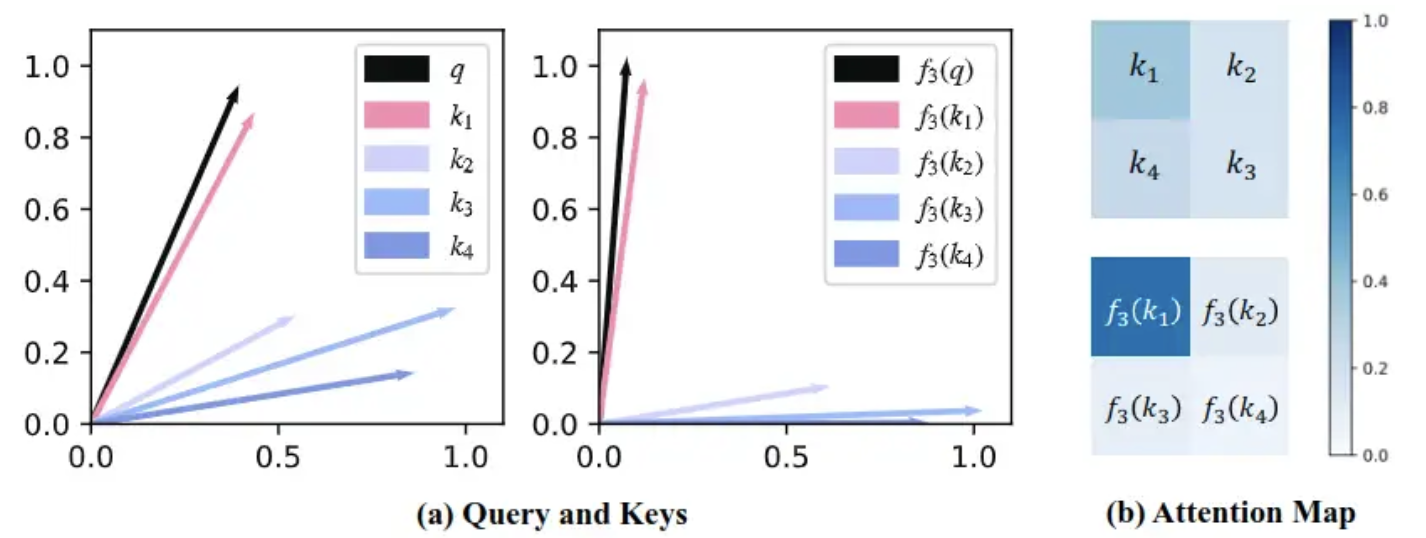 1.0
0.8
0.6
0.4
0.2
0.0
0.0 0.5 1.0
q
k₁
k₂
k₃
k₄
1.0
0.8
0.6
0.4
0.2
0.0
0.0 0.5 1.0
f₃(q)
f₃(k₁)
f₃(k₂)
f₃(k₃)
f₃(k₄)
(a) Query and Keys
k₁ k₂
k₄ k₃
f₃(k₁) f₃(k₂)
f₃(k₃) f₃(k₄)
1.0
0.8
0.6
0.4
0.2
0.0
(b) Attention Map